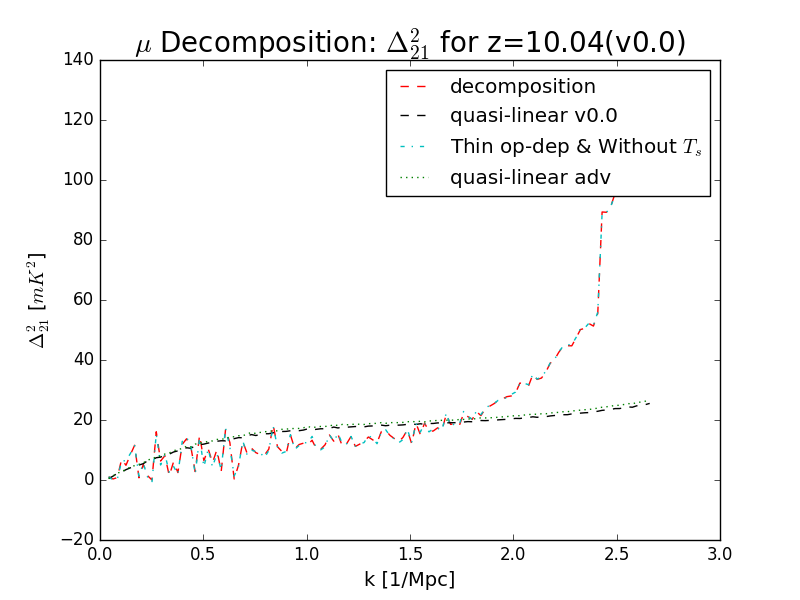 μ Decomposition: Δ²₂₁ for z=10.04(v0.0)
140
120
100
80
60
40
20
0
−20
Δ²₂₁ [mK²]
decomposition
quasi-linear v0.0
Thin op-dep & Without Tₛ
quasi-linear adv
0.0 0.5 1.0 1.5 2.0 2.5 3.0
k [1/Mpc]